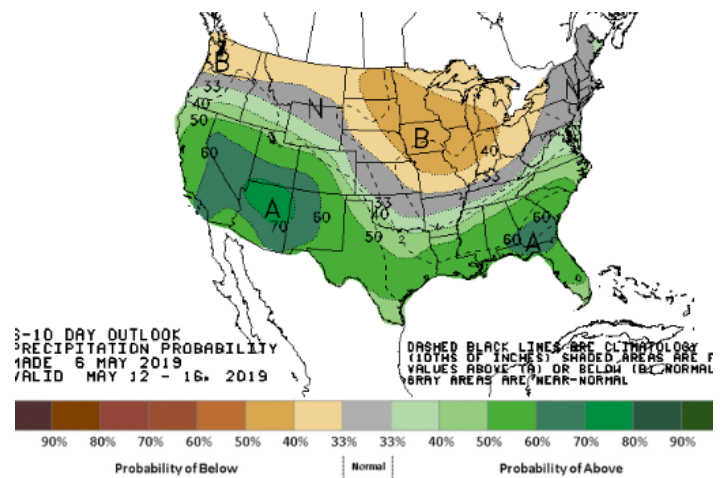 B
33
40
50
60
N
B
40
33
N
33
40
50
2
A
70
60
60
60
A
6-10 DAY OUTLOOK
PRECIPITATION PROBABILITY
MADE 6 MAY 2019
VALID MAY 12 - 16, 2019
DASHED BLACK LINES ARE CLIMATOLOGY
(10THS OF INCHES) SHADED AREAS ARE F
VALUES ABOVE (A) OR BELOW (B) NORMAL
GRAY AREAS ARE NEAR-NORMAL
90% 80% 70% 60% 50% 40% 33% 33% 40% 50% 60% 70% 80% 90%
Probability of Below Normal Probability of Above